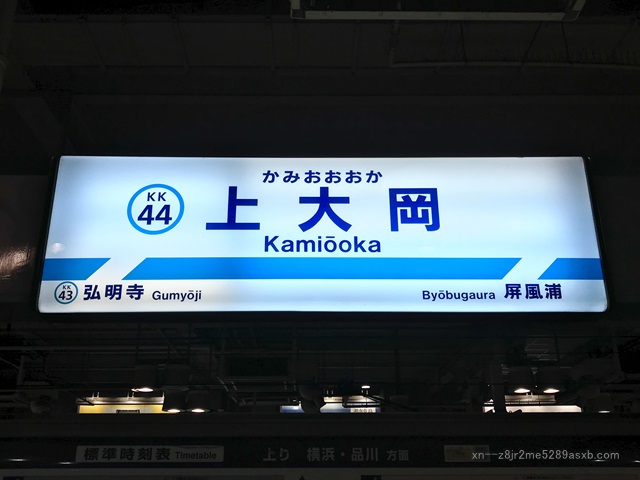 かみおおおか
KK
44
上大岡
Kamiōoka
KK
43
弘明寺 Gumyōji
Byōbugaura 屏風浦
標準時刻表 Timetable
上り 横浜・品川 方面
xn--z8jr2me5289asxb.com